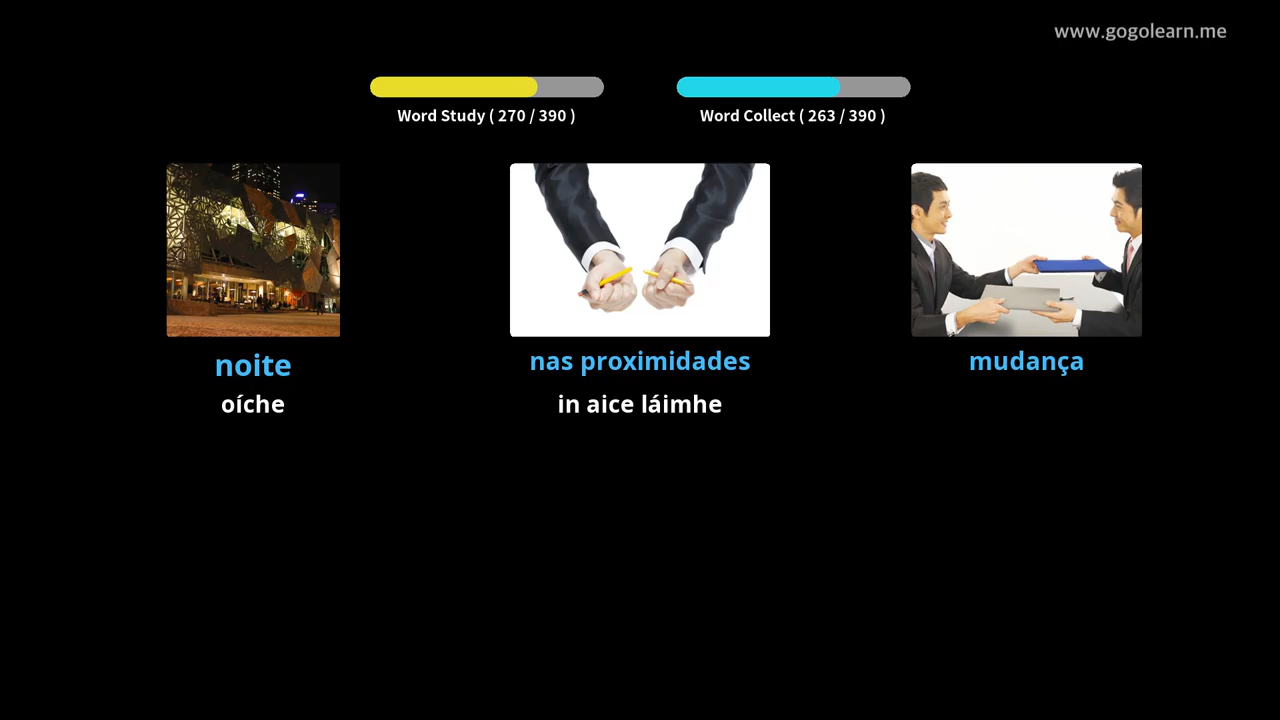 www.gogolearn.me
Word Study ( 270 / 390 )
Word Collect ( 263 / 390 )
noite
nas proximidades
mudança
oíche
in aice láimhe